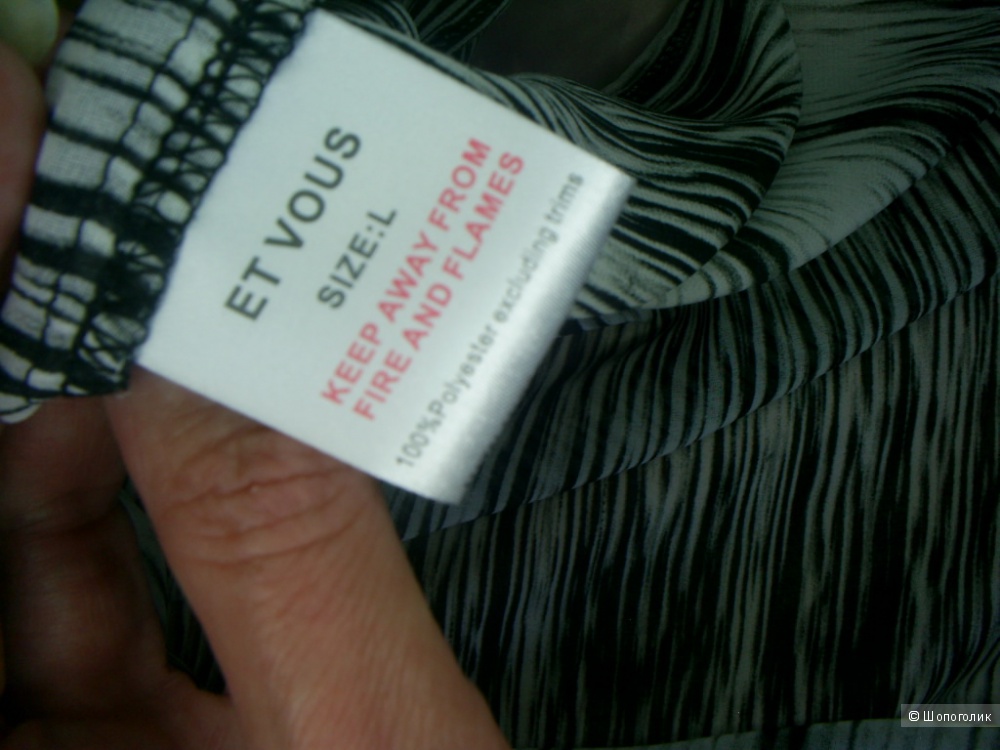 ET VOUS
SIZE:L
KEEP AWAY FROM
FIRE AND FLAMES
100%Polyester excluding trims
© Шопоголик